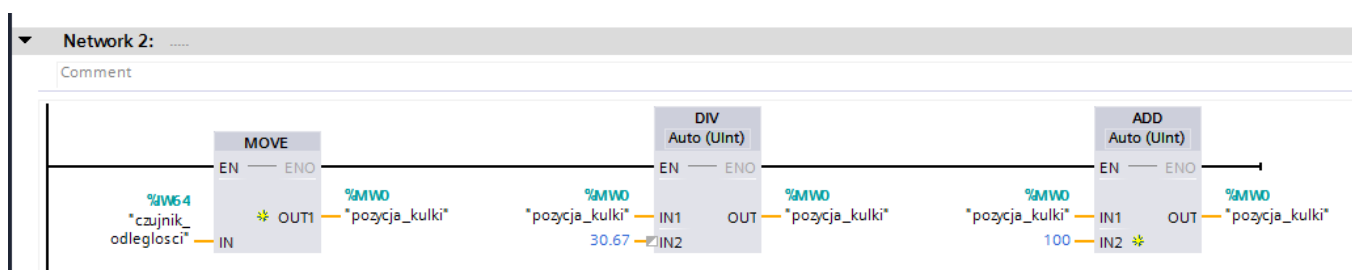 Network 2: .....
Comment
MOVE
EN ENO
%IW64
"czujnik_
odleglosci"
IN
OUT1
%MW0
"pozycja_kulki"
DIV
Auto (UInt)
EN ENO
%MW0
"pozycja_kulki"
IN1
30.67
IN2
OUT
%MW0
"pozycja_kulki"
ADD
Auto (UInt)
EN ENO
%MW0
"pozycja_kulki"
IN1
100
IN2
OUT
%MW0
"pozycja_kulki"